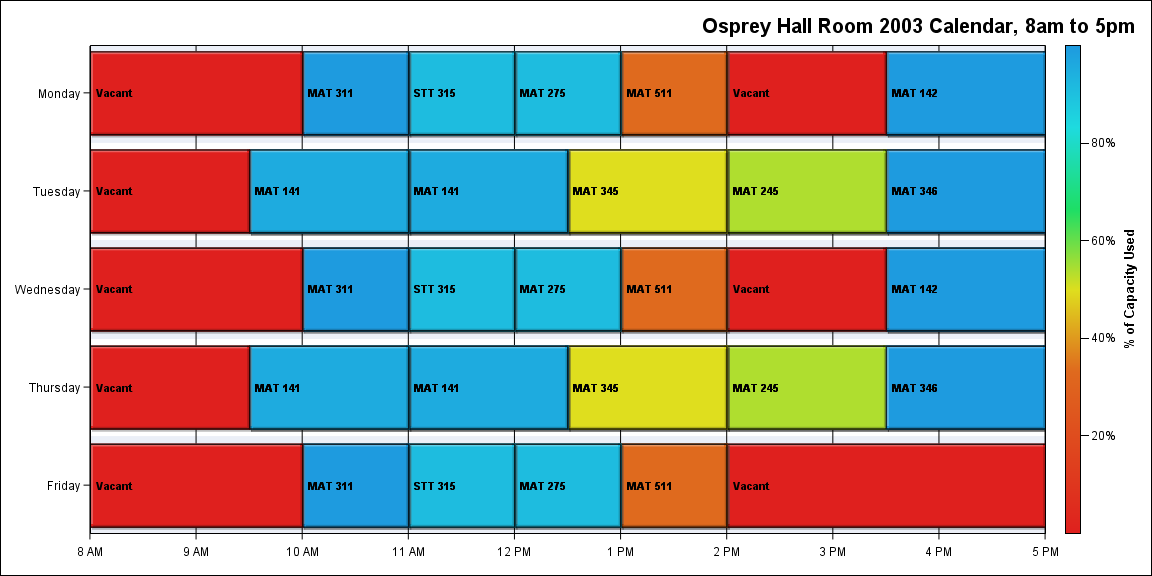 Osprey Hall Room 2003 Calendar, 8am to 5pm
Monday
Vacant
MAT 311
STT 315
MAT 275
MAT 511
Vacant
MAT 142
Tuesday
Vacant
MAT 141
MAT 141
MAT 345
MAT 245
MAT 346
Wednesday
Vacant
MAT 311
STT 315
MAT 275
MAT 511
Vacant
MAT 142
Thursday
Vacant
MAT 141
MAT 141
MAT 345
MAT 245
MAT 346
Friday
Vacant
MAT 311
STT 315
MAT 275
MAT 511
Vacant
8 AM
9 AM
10 AM
11 AM
12 PM
1 PM
2 PM
3 PM
4 PM
5 PM
80%
60%
40%
20%
% of Capacity Used